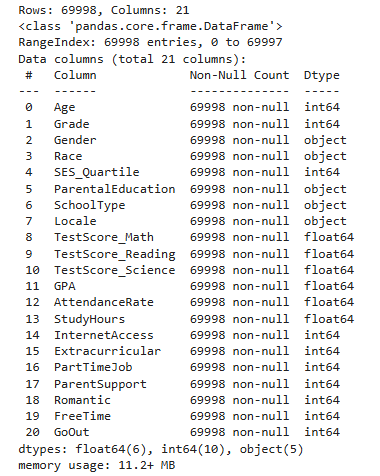 Rows: 69998, Columns: 21
<class 'pandas.core.frame.DataFrame'>
RangeIndex: 69998 entries, 0 to 69997
Data columns (total 21 columns):
 #   Column            Non-Null Count  Dtype
---  ------            --------------  -----
 0   Age               69998 non-null  int64
 1   Grade             69998 non-null  int64
 2   Gender            69998 non-null  object
 3   Race              69998 non-null  object
 4   SES_Quartile      69998 non-null  int64
 5   ParentalEducation 69998 non-null  object
 6   SchoolType        69998 non-null  object
 7   Locale            69998 non-null  object
 8   TestScore_Math    69998 non-null  float64
 9   TestScore_Reading 69998 non-null  float64
 10  TestScore_Science 69998 non-null  float64
 11  GPA               69998 non-null  float64
 12  AttendanceRate    69998 non-null  float64
 13  StudyHours        69998 non-null  float64
 14  InternetAccess    69998 non-null  int64
 15  Extracurricular   69998 non-null  int64
 16  PartTimeJob       69998 non-null  int64
 17  ParentSupport     69998 non-null  int64
 18  Romantic          69998 non-null  int64
 19  FreeTime          69998 non-null  int64
 20  GoOut             69998 non-null  int64
dtypes: float64(6), int64(10), object(5)
memory usage: 11.2+ MB